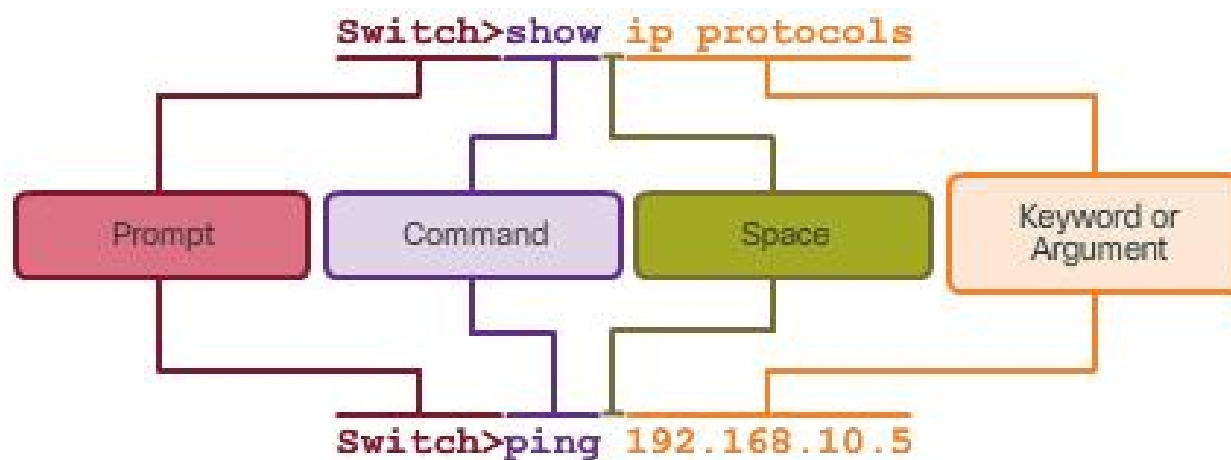 Switch>show ip protocols
Prompt
Command
Space
Keyword or
Argument
Switch>ping 192.168.10.5